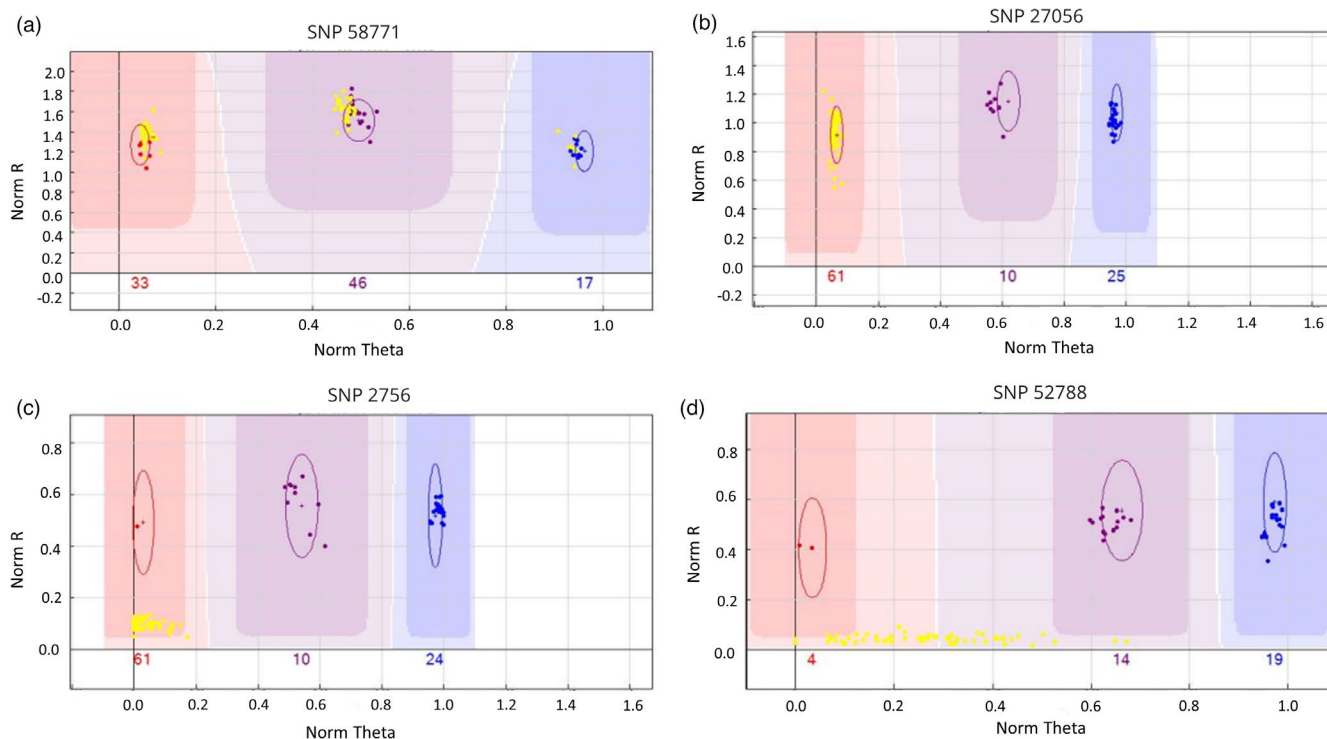 (a)
SNP 58771
Norm R
2.0
1.8
1.6
1.4
1.2
1.0
0.8
0.6
0.4
0.2
0.0
-0.2
33 46 17
0.0 0.2 0.4 0.6 0.8 1.0
Norm Theta
(b)
SNP 27056
Norm R
1.6
1.4
1.2
1.0
0.8
0.6
0.4
0.2
0.0
-0.2
61 10 25
0.0 0.2 0.4 0.6 0.8 1.0 1.2 1.4 1.6
Norm Theta
(c)
SNP 2756
Norm R
0.8
0.6
0.4
0.2
0.0
61 10 24
0.0 0.2 0.4 0.6 0.8 1.0 1.2 1.4 1.6
Norm Theta
(d)
SNP 52788
Norm R
0.8
0.6
0.4
0.2
0.0
4 14 19
0.0 0.2 0.4 0.6 0.8 1.0
Norm Theta